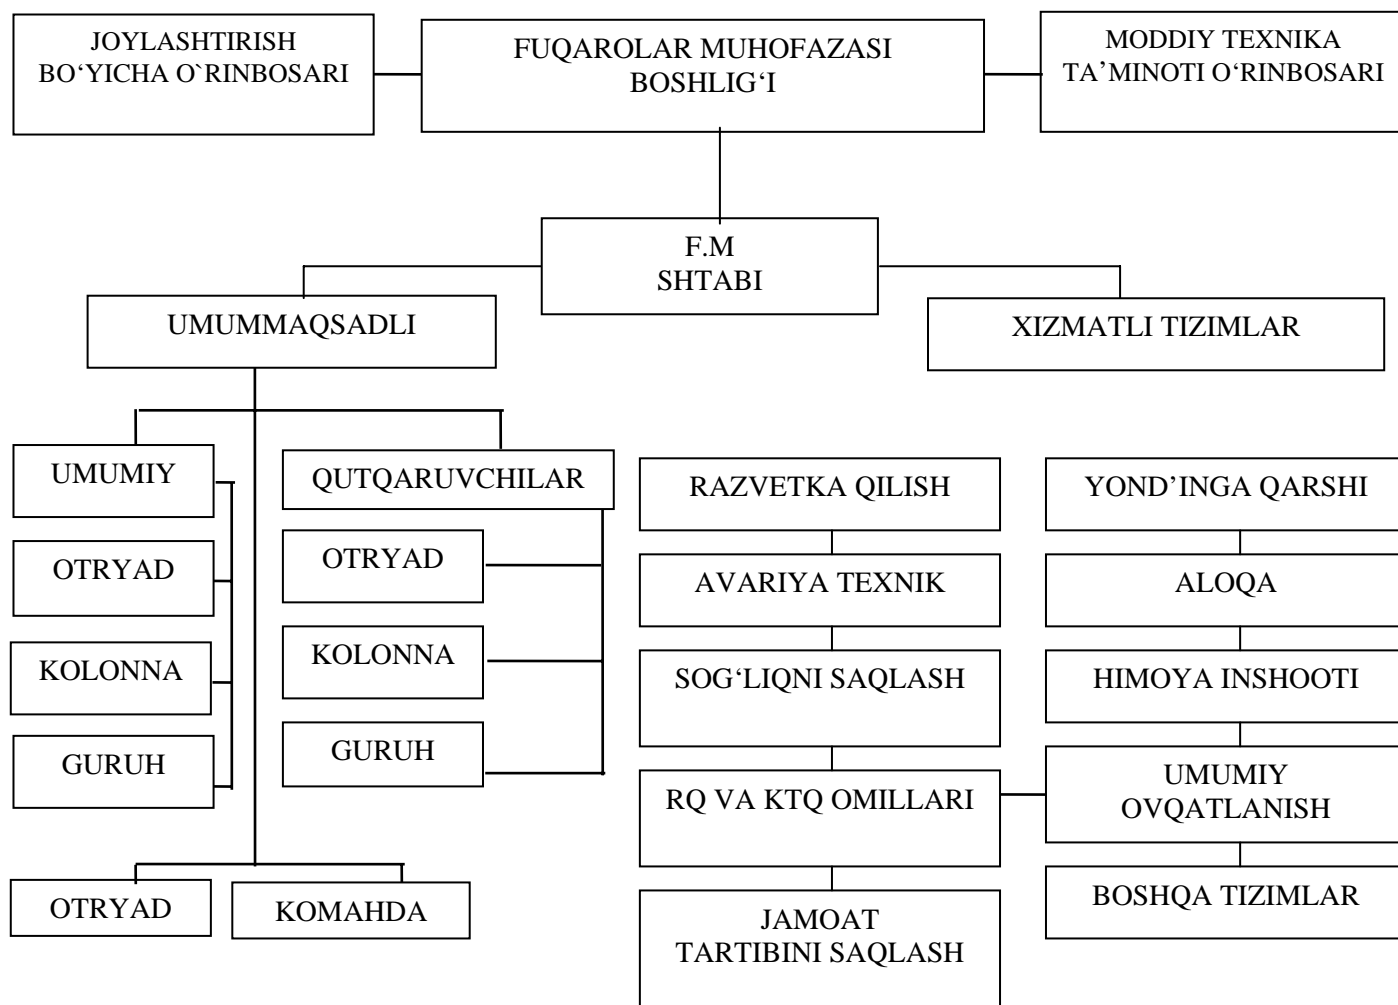 JOYLASHTIRISH
BO‘YICHA O`RINBOSARI
FUQAROLAR MUHOFAZASI
BOSHLIG‘I
MODDIY TEXNIKA
TA’MINOTI O‘RINBOSARI
F.M
SHTABI
UMUMMAQSADLI
XIZMATLI TIZIMLAR
UMUMIY
OTRYAD
KOLONNA
GURUH
QUTQARUVCHILAR
OTRYAD
KOLONNA
GURUH
OTRYAD
KOMAHDA
RAZVETKA QILISH
AVARIYA TEXNIK
SOG‘LIQNI SAQLASH
RQ VA KTQ OMILLARI
JAMOAT
TARTIBINI SAQLASH
YOND’INGA QARSHI
ALOQA
HIMOYA INSHOOTI
UMUMIY
OVQATLANISH
BOSHQA TIZIMLAR